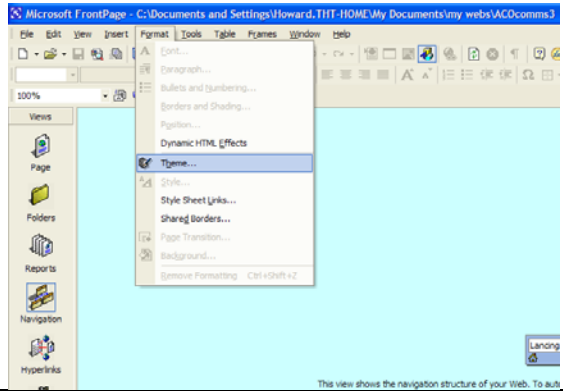 Microsoft FrontPage - C:\Documents and Settings\Howard.THT-HOME\My Documents\my webs\ACOcomms3
File Edit View Insert Format Tools Table Frames Window Help
Font...
Paragraph...
Bullets and Numbering...
100%
Borders and Shading...
Views
Position...
Dynamic HTML Effects
Theme...
Page
Style...
Style Sheet Links...
Folders
Shared Borders...
Page Transition...
Background...
Reports
Remove Formatting Ctrl+Shift+Z
Navigation
Lancing
Hyperlinks
This view shows the navigation structure of your Web. To aut